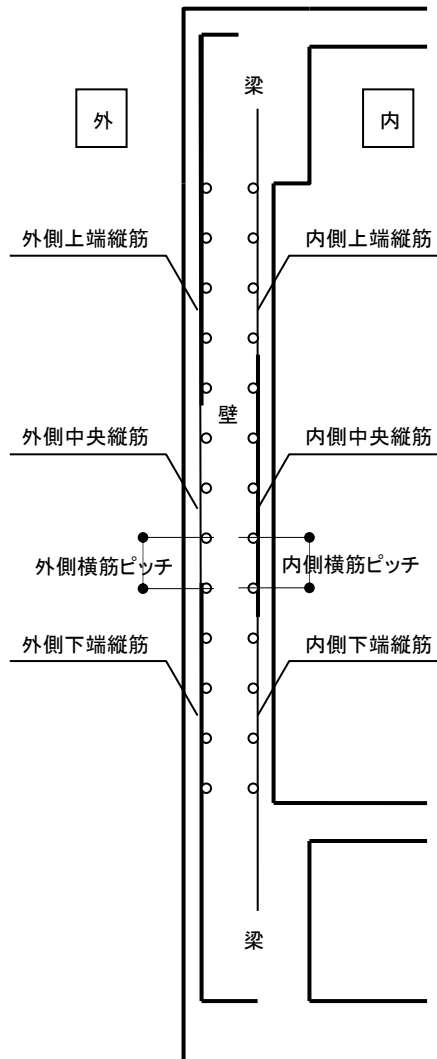 梁
外
内
外側上端縦筋
内側上端縦筋
壁
外側中央縦筋
内側中央縦筋
外側横筋ピッチ
内側横筋ピッチ
外側下端縦筋
内側下端縦筋
梁